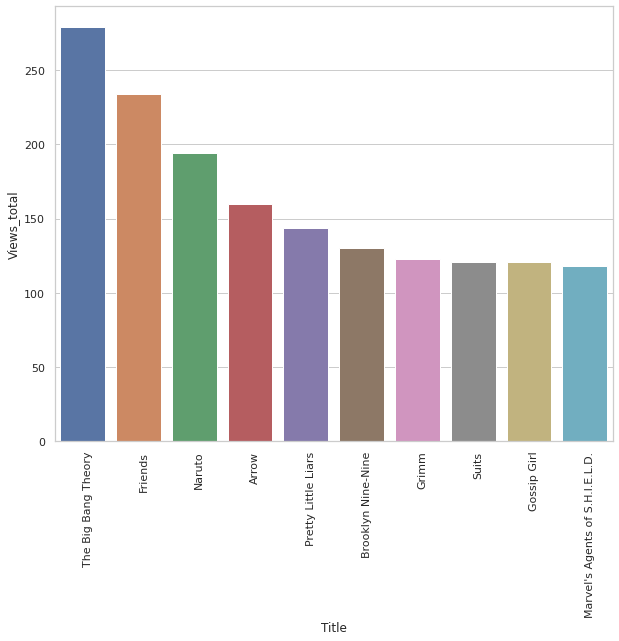 250
200
150
100
50
0
Views_total
The Big Bang Theory
Friends
Naruto
Arrow
Pretty Little Liars
Brooklyn Nine-Nine
Grimm
Suits
Gossip Girl
Marvel's Agents of S.H.I.E.L.D.
Title